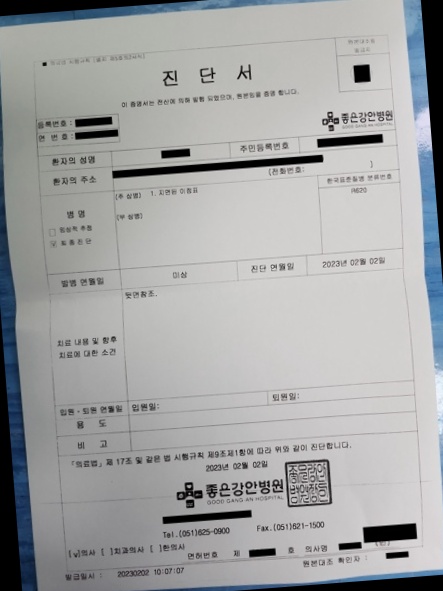 ■ 의료법 시행규칙 [별지 제5호의2서식]
원본대조필
발급자
진 단 서
이 증명서는 전산에 의해 발행 되었으며, 원본임을 증명 합니다.
등록번호 :
연 번 호 :
좋은강안병원
GOOD GANG-AN HOSPITAL
환자의 성명
주민등록번호
환자의 주소
(전화번호: )
병 명
□ 임상적 추정
☑ 최 종 진 단
(주 상병) 1. 지연된 이정표
(부 상병)
한국표준질병 분류번호
R620
발병 연월일 미상 진단 연월일 2023년 02월 02일
치료 내용 및 향후
치료에 대한 소견
뒷면참조.
입원·퇴원 연월일 입원일: 퇴원일:
용 도
비 고
「의료법」 제 17조 및 같은 법 시행규칙 제9조제1항에 따라 위와 같이 진단합니다.
2023년 02월 02일
좋은강안병원
GOOD GANG-AN HOSPITAL
Tel.(051)625-0900 Fax.(051)621-1500
[√]의사 [ ]치과의사 [ ]한의사
면허번호 제 호 의사명 (인)
발급일시 : 20230202 10:07:07
원본대조 확인자 :